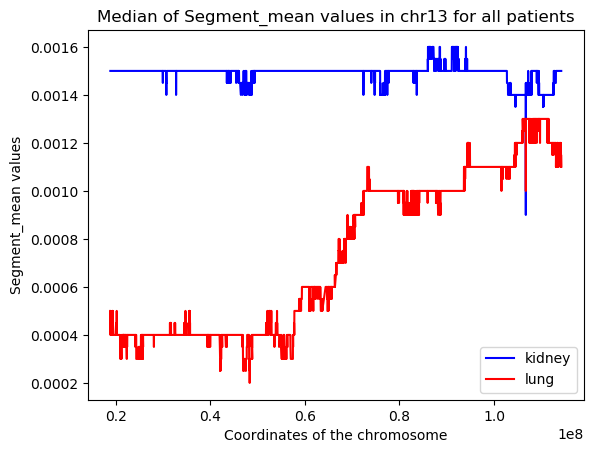 Median of Segment_mean values in chr13 for all patients
Segment_mean values
0.0016
0.0014
0.0012
0.0010
0.0008
0.0006
0.0004
0.0002
kidney
lung
0.2
0.4
0.6
0.8
1.0
1e8
Coordinates of the chromosome